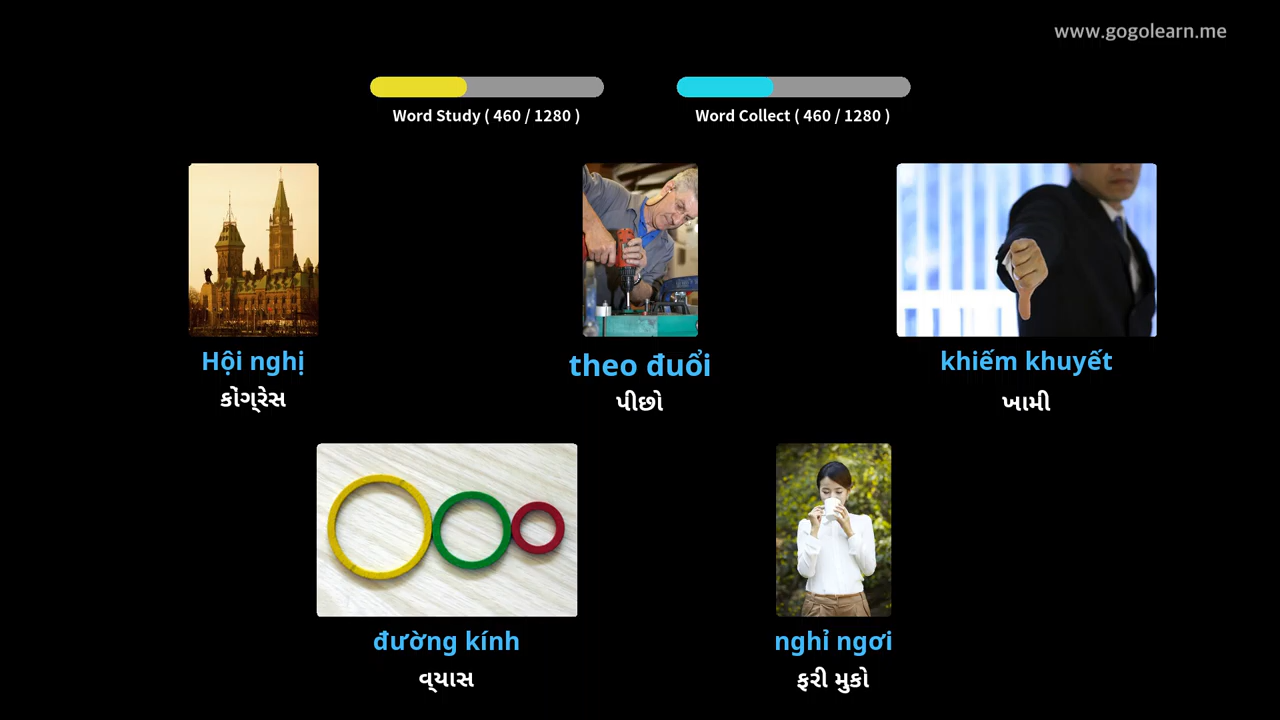 www.gogolearn.me
Word Study ( 460 / 1280 )
Word Collect ( 460 / 1280 )
Hội nghị
કોંગ્રેસ
theo đuổi
પીછો
khiếm khuyết
ખામી
đường kính
વ્યાસ
nghỉ ngơi
ફરી મુકો